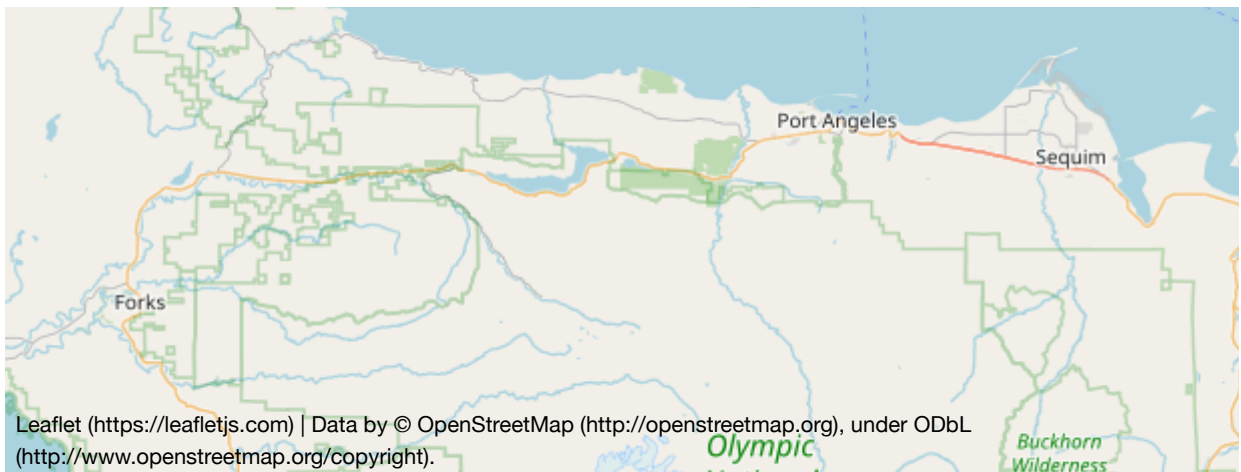 Port Angeles
Sequim
Forks
Leaflet (https://leafletjs.com) | Data by © OpenStreetMap (http://openstreetmap.org), under ODbL
(http://www.openstreetmap.org/copyright).
Olympic
Buckhorn
Wilderness